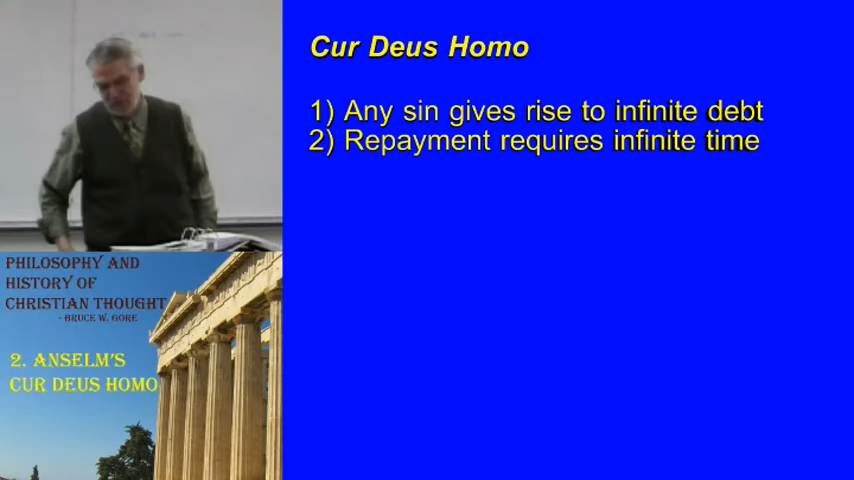 Cur Deus Homo
1) Any sin gives rise to infinite debt
2) Repayment requires infinite time
PHILOSOPHY AND
HISTORY OF
CHRISTIAN THOUGHT
- BRUCE W. GORE
2. ANSELM'S
CUR DEUS HOMO